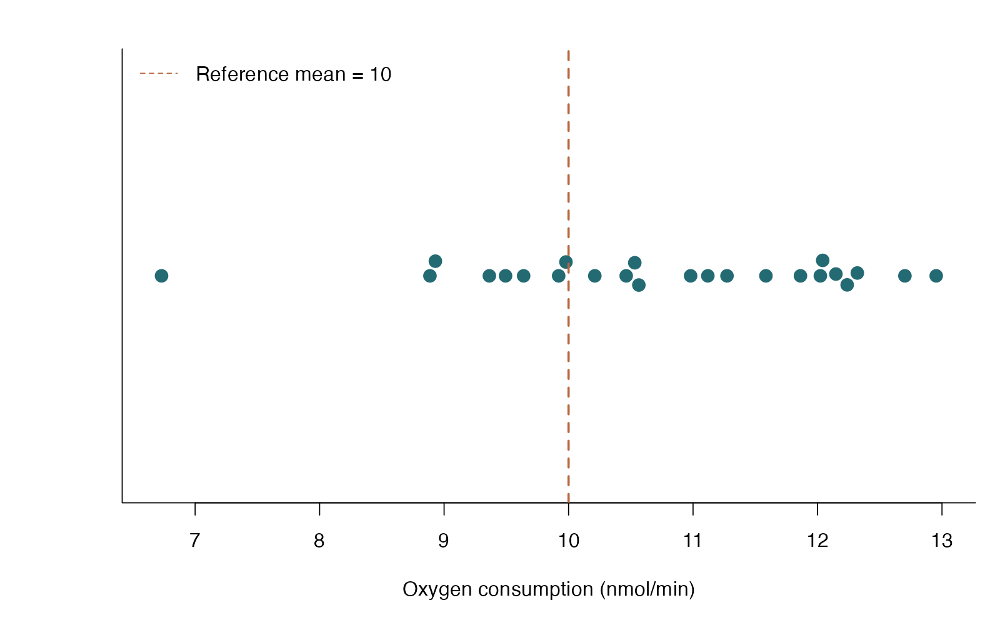 Reference mean = 10
7 8 9 10 11 12 13
Oxygen consumption (nmol/min)